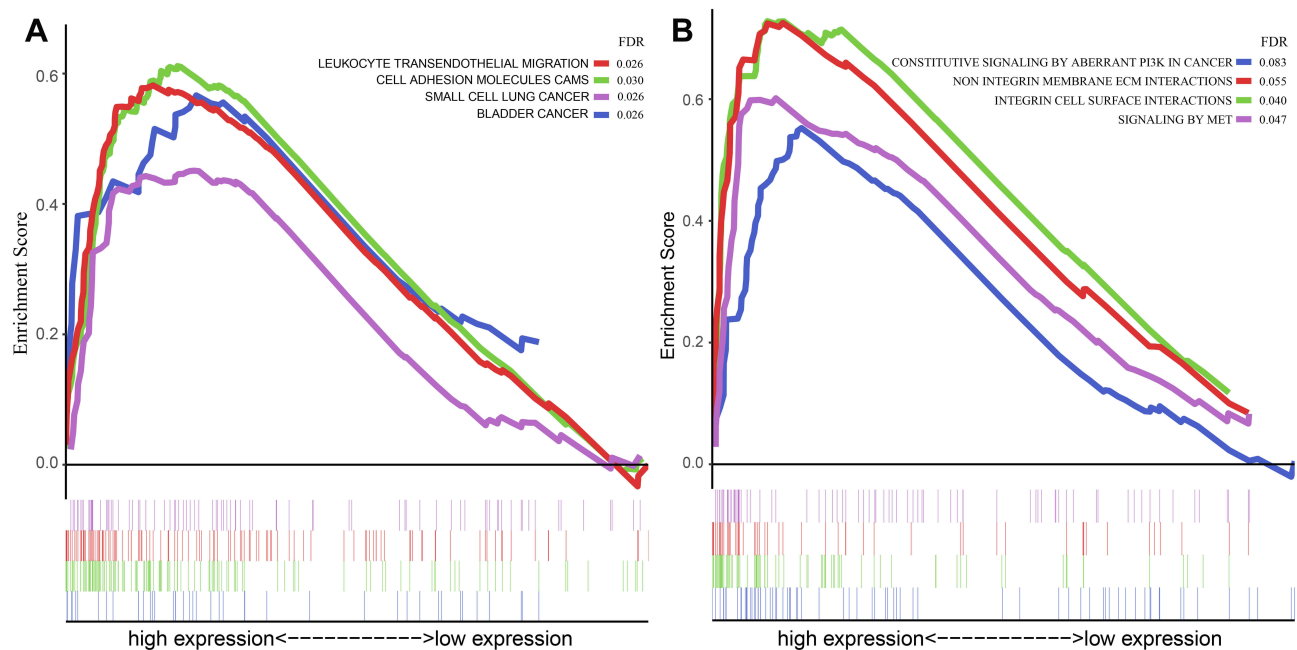 A
FDR
LEUKOCYTE TRANSENDOTHELIAL MIGRATION 0.026
CELL ADHESION MOLECULES CAMS 0.030
SMALL CELL LUNG CANCER 0.026
BLADDER CANCER 0.026
Enrichment Score
0.6
0.4
0.2
0.0
high expression<------------->low expression
B
FDR
CONSTITUTIVE SIGNALING BY ABERRANT PI3K IN CANCER 0.083
NON INTEGRIN MEMBRANE ECM INTERACTIONS 0.055
INTEGRIN CELL SURFACE INTERACTIONS 0.040
SIGNALING BY MET 0.047
Enrichment Score
0.6
0.4
0.2
0.0
high expression<------------->low expression